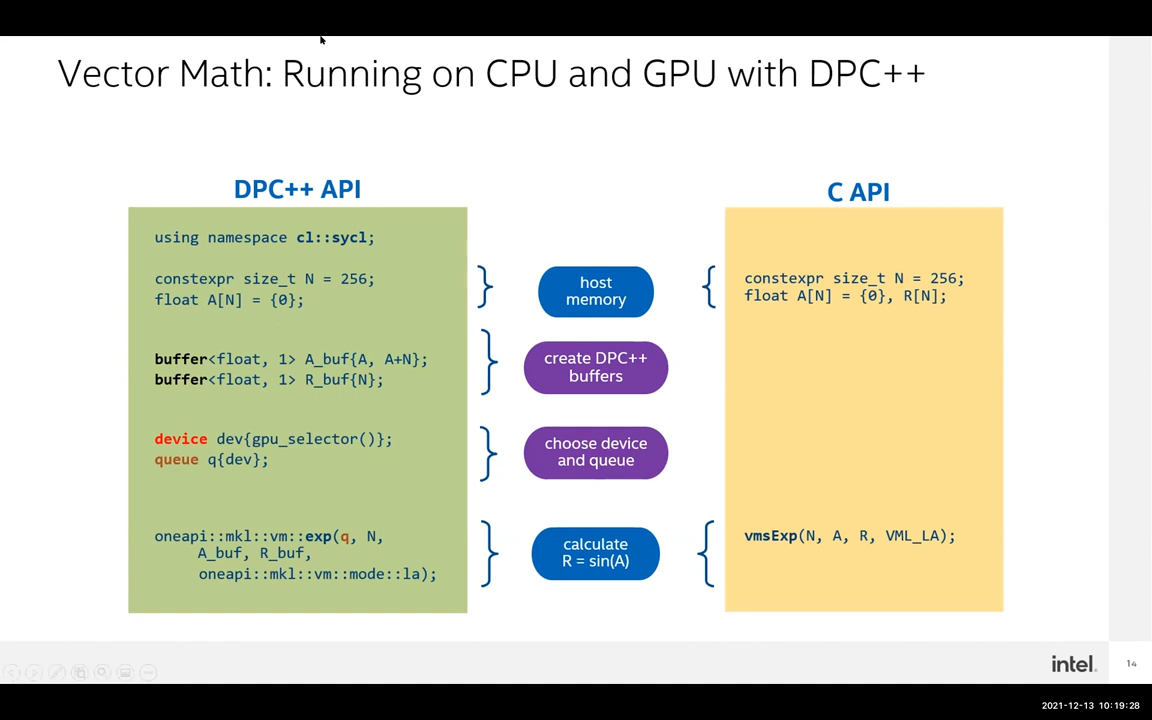 Vector Math: Running on CPU and GPU with DPC++
DPC++ API
using namespace cl::sycl;
constexpr size_t N = 256;
float A[N] = {0};
buffer<float, 1> A_buf{A, A+N};
buffer<float, 1> R_buf{N};
device dev{gpu_selector()};
queue q{dev};
oneapi::mkl::vm::exp(q, N,
A_buf, R_buf,
oneapi::mkl::vm::mode::la);
host
memory
create DPC++
buffers
choose device
and queue
calculate
R = sin(A)
C API
constexpr size_t N = 256;
float A[N] = {0}, R[N];
vmsExp(N, A, R, VML_LA);
intel.
14
2021-12-13 10:19:28